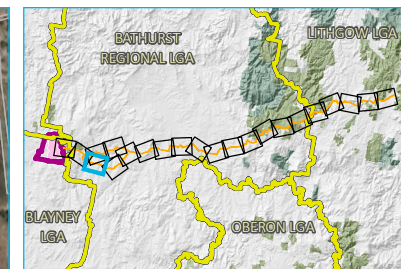 BATHURST
REGIONAL LGA
LITHGOW LGA
BLAYNEY
LGA
OBERON LGA